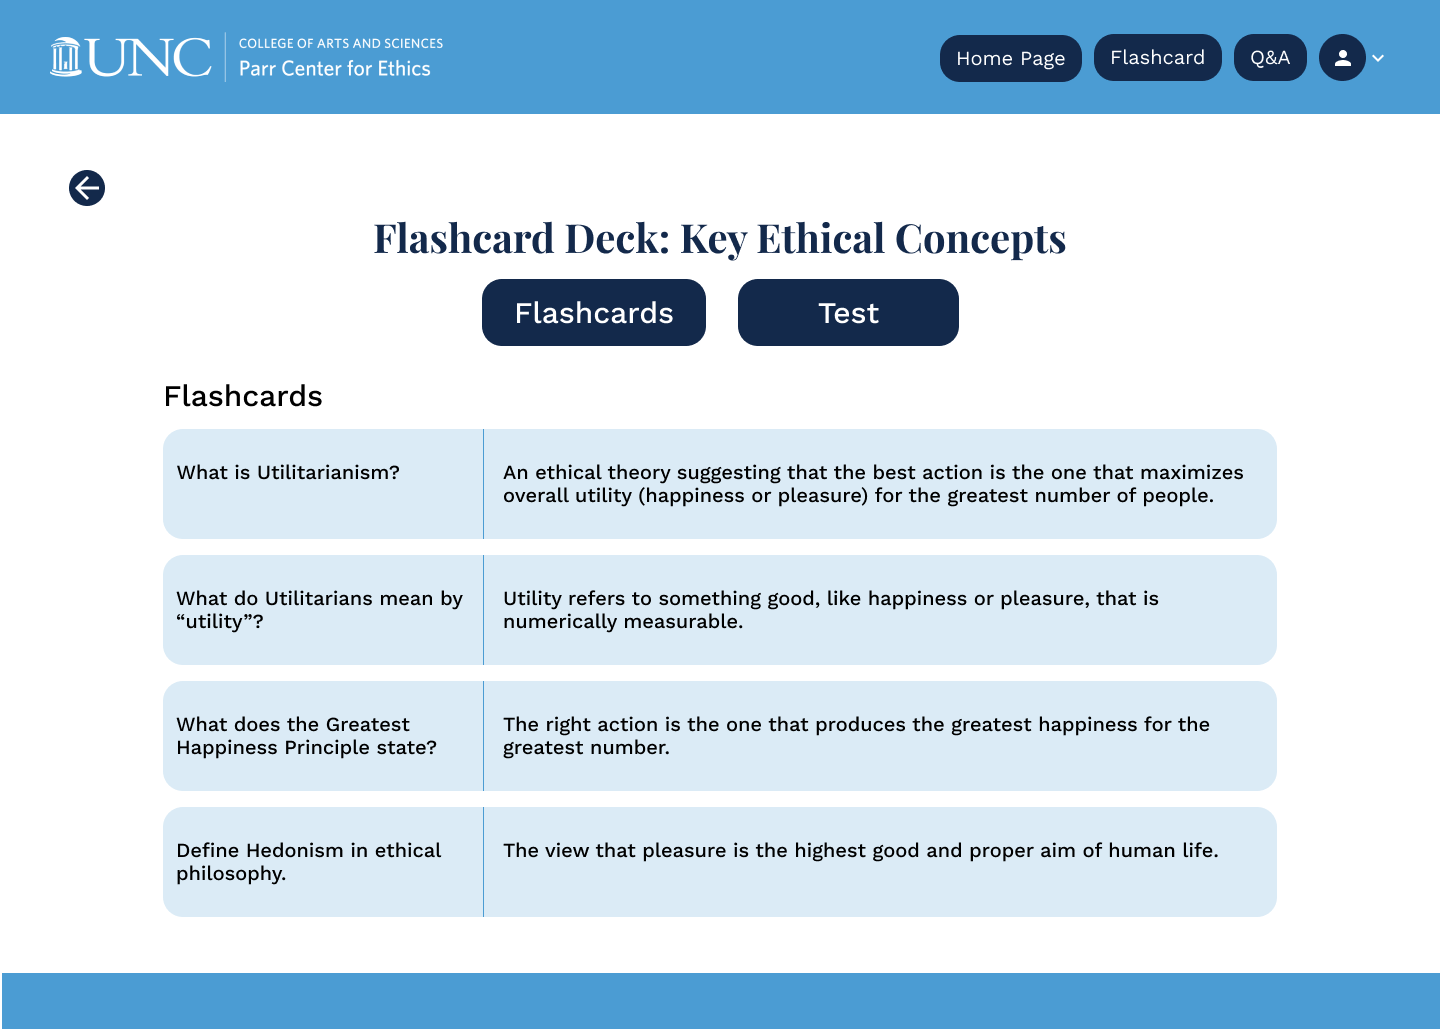 UNC
COLLEGE OF ARTS AND SCIENCES
Parr Center for Ethics
Home Page
Flashcard
Q&A
Flashcard Deck: Key Ethical Concepts
Flashcards
Test
Flashcards
What is Utilitarianism?
An ethical theory suggesting that the best action is the one that maximizes
overall utility (happiness or pleasure) for the greatest number of people.
What do Utilitarians mean by
“utility”?
Utility refers to something good, like happiness or pleasure, that is
numerically measurable.
What does the Greatest
Happiness Principle state?
The right action is the one that produces the greatest happiness for the
greatest number.
Define Hedonism in ethical
philosophy.
The view that pleasure is the highest good and proper aim of human life.